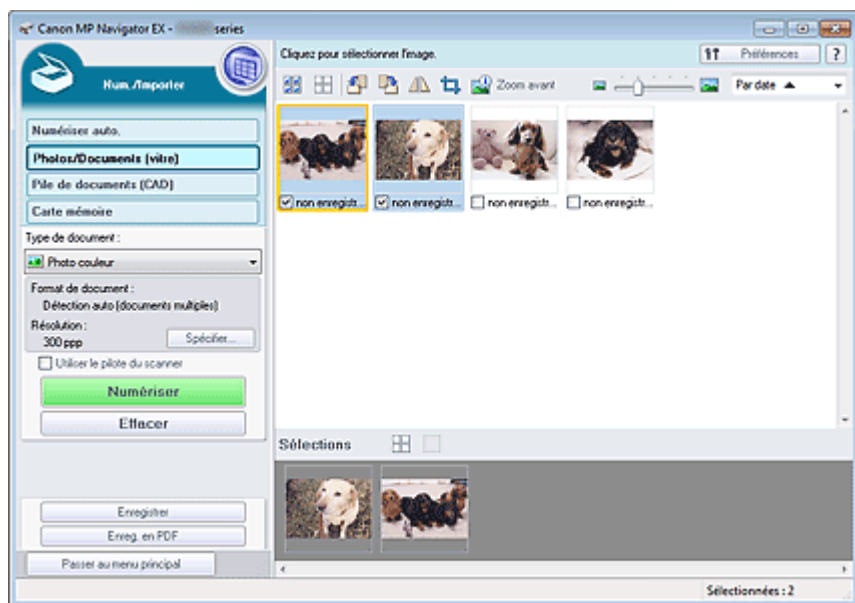 Canon MP Navigator EX - series
Num./Importer
Numériser auto.
Photos/Documents (vitre)
Pile de documents (CAD)
Carte mémoire
Type de document :
Photo couleur
Format de document :
Détection auto (documents multiples)
Résolution :
300 ppp
Spécifier...
Utiliser le pilote du scanner
Numériser
Effacer
Enregistrer
Enreg. en PDF
Passer au menu principal
Cliquez pour sélectionner l'image.
Préférences
?
Zoom avant
Par date
non enregistr...
non enregistr...
non enregistr...
non enregistr...
Sélections
Sélectionnées : 2